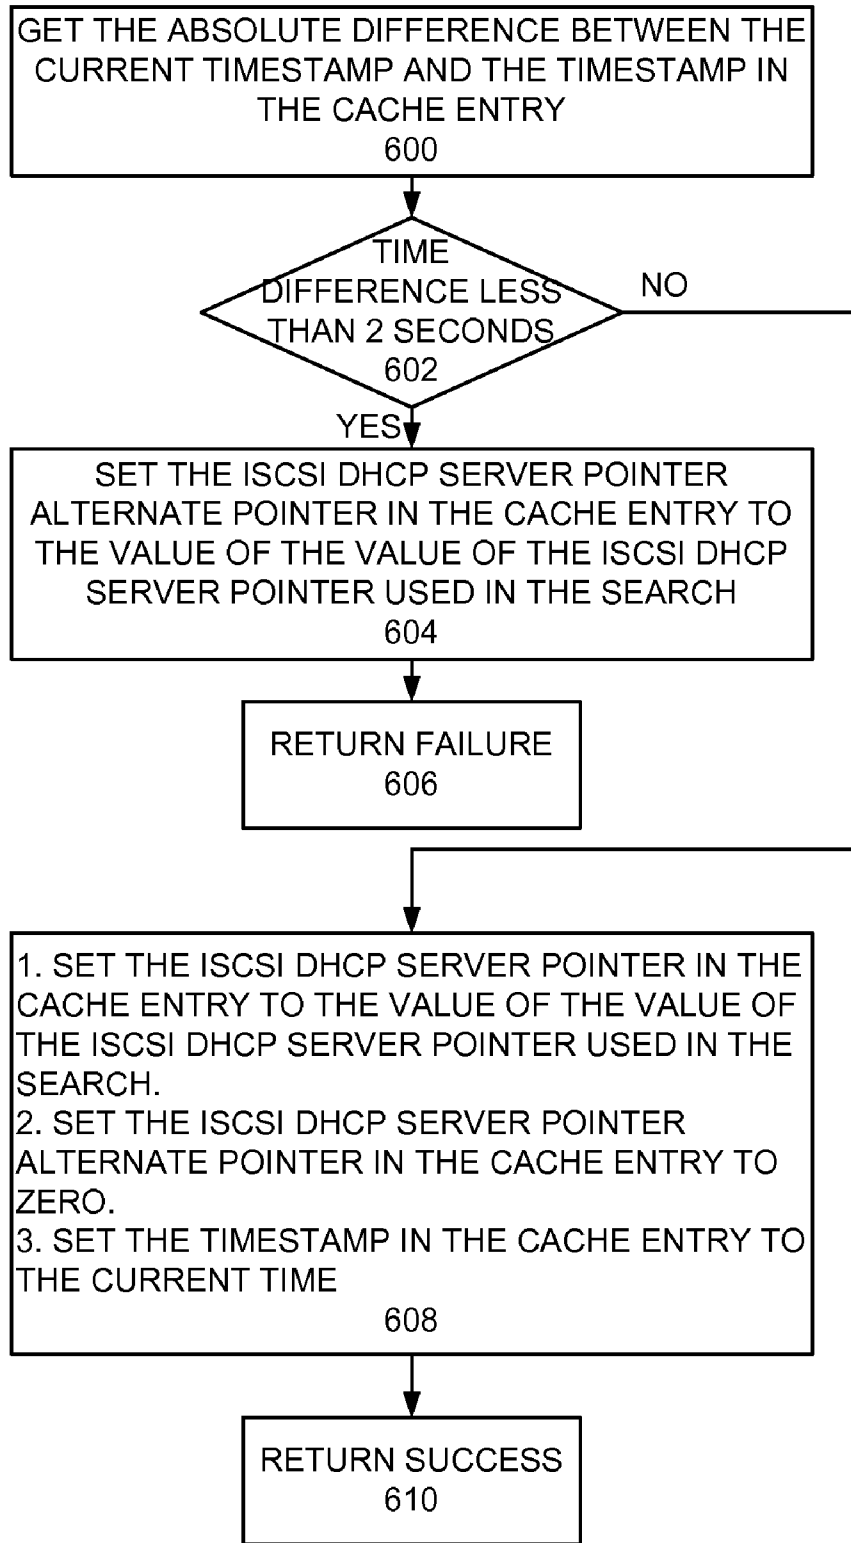 GET THE ABSOLUTE DIFFERENCE BETWEEN THE
CURRENT TIMESTAMP AND THE TIMESTAMP IN
THE CACHE ENTRY
600
TIME
DIFFERENCE LESS
THAN 2 SECONDS
602
NO
YES
SET THE ISCSI DHCP SERVER POINTER
ALTERNATE POINTER IN THE CACHE ENTRY TO
THE VALUE OF THE VALUE OF THE ISCSI DHCP
SERVER POINTER USED IN THE SEARCH
604
RETURN FAILURE
606
1. SET THE ISCSI DHCP SERVER POINTER IN THE
CACHE ENTRY TO THE VALUE OF THE VALUE OF
THE ISCSI DHCP SERVER POINTER USED IN THE
SEARCH.
2. SET THE ISCSI DHCP SERVER POINTER
ALTERNATE POINTER IN THE CACHE ENTRY TO
ZERO.
3. SET THE TIMESTAMP IN THE CACHE ENTRY TO
THE CURRENT TIME
608
RETURN SUCCESS
610